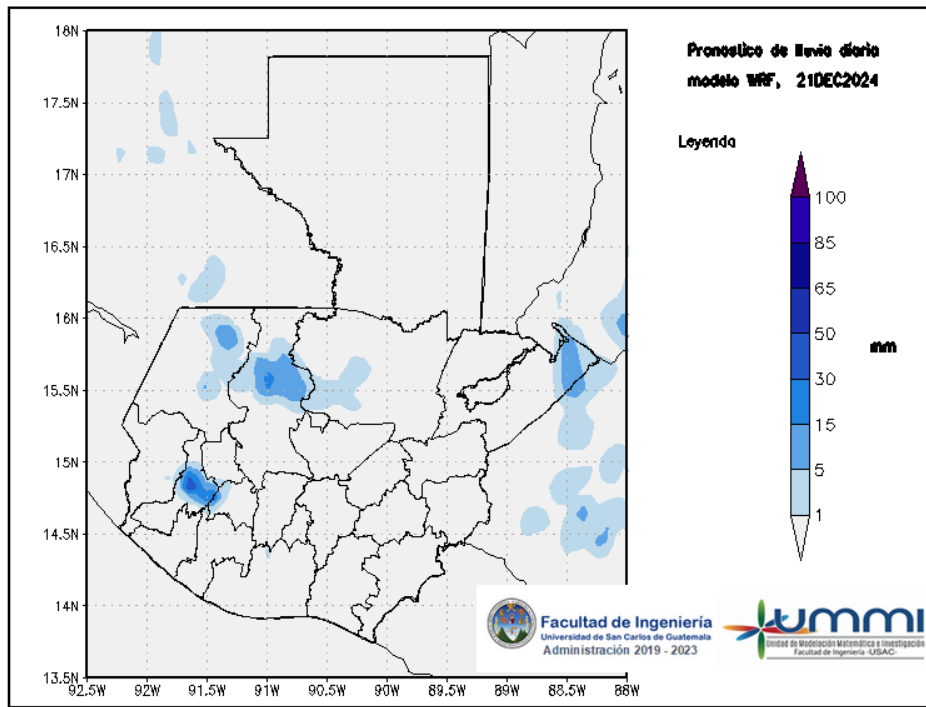 Pronostico de lluvia diaria
modelo WRF, 21DEC2024
Leyenda
100
85
65
50
30
15
5
1
mm
18N
17.5N
17N
16.5N
16N
15.5N
15N
14.5N
14N
13.5N
92.5W
92W
91.5W
91W
90.5W
90W
89.5W
89W
88.5W
88W
Facultad de Ingeniería
Universidad de San Carlos de Guatemala
Administración 2019 - 2023
ummi
Unidad de Modelación Matemática e Investigación
Facultad de Ingeniería -USAC-